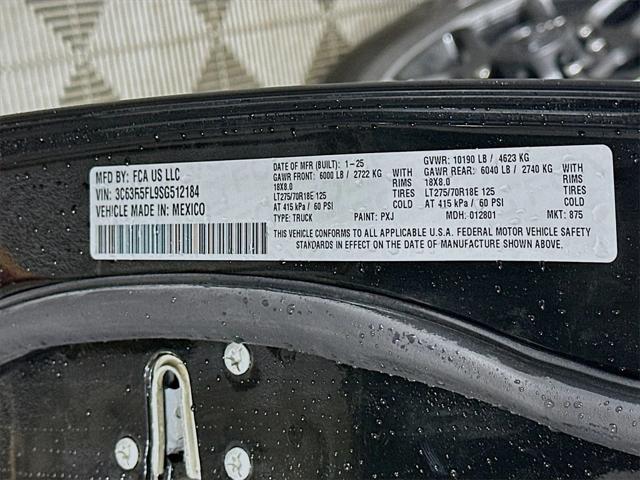 MFD BY: FCA US LLC
VIN: 3C63R5FL9SG512184
VEHICLE MADE IN: MEXICO
DATE OF MFR (BUILT): 1-25
GAWR FRONT: 6000 LB / 2722 KG
18X8.0
LT275/70R18E 125
AT 415 kPa / 60 PSI
TYPE: TRUCK
WITH
RIMS
TIRES
COLD
PAINT: PXJ
GVWR: 10190 LB / 4623 KG
GAWR REAR: 6040 LB / 2740 KG
18X8.0
LT275/70R18E 125
AT 415 kPa / 60 PSI
MDH: 012801
WITH
RIMS
TIRES
COLD
MKT: 875
THIS VEHICLE CONFORMS TO ALL APPLICABLE U.S.A. FEDERAL MOTOR VEHICLE SAFETY
STANDARDS IN EFFECT ON THE DATE OF MANUFACTURE SHOWN ABOVE.